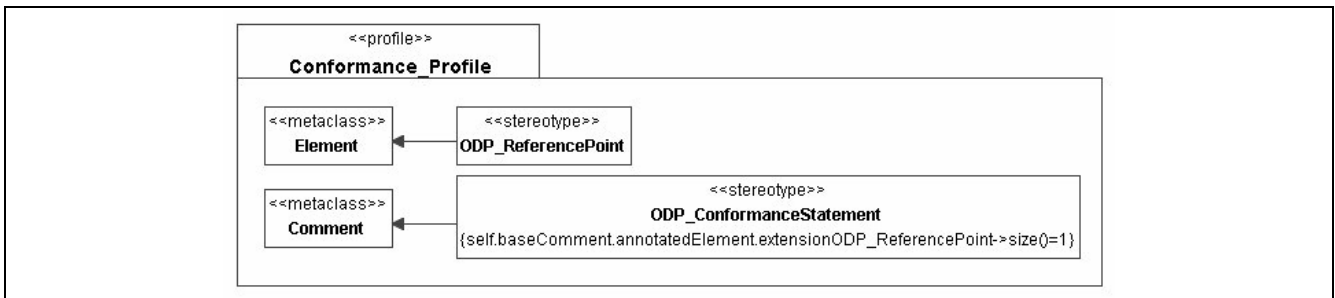 <<profile>>
Conformance_Profile
<<metaclass>>
Element
<<stereotype>>
ODP_ReferencePoint
<<metaclass>>
Comment
<<stereotype>>
ODP_ConformanceStatement
{self.baseComment.annotatedElement.extensionODP_ReferencePoint->size()=1}